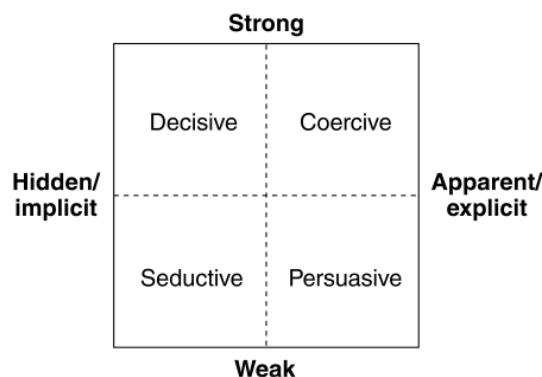 Strong
Decisive
Coercive
Hidden/
implicit
Apparent/
explicit
Seductive
Persuasive
Weak